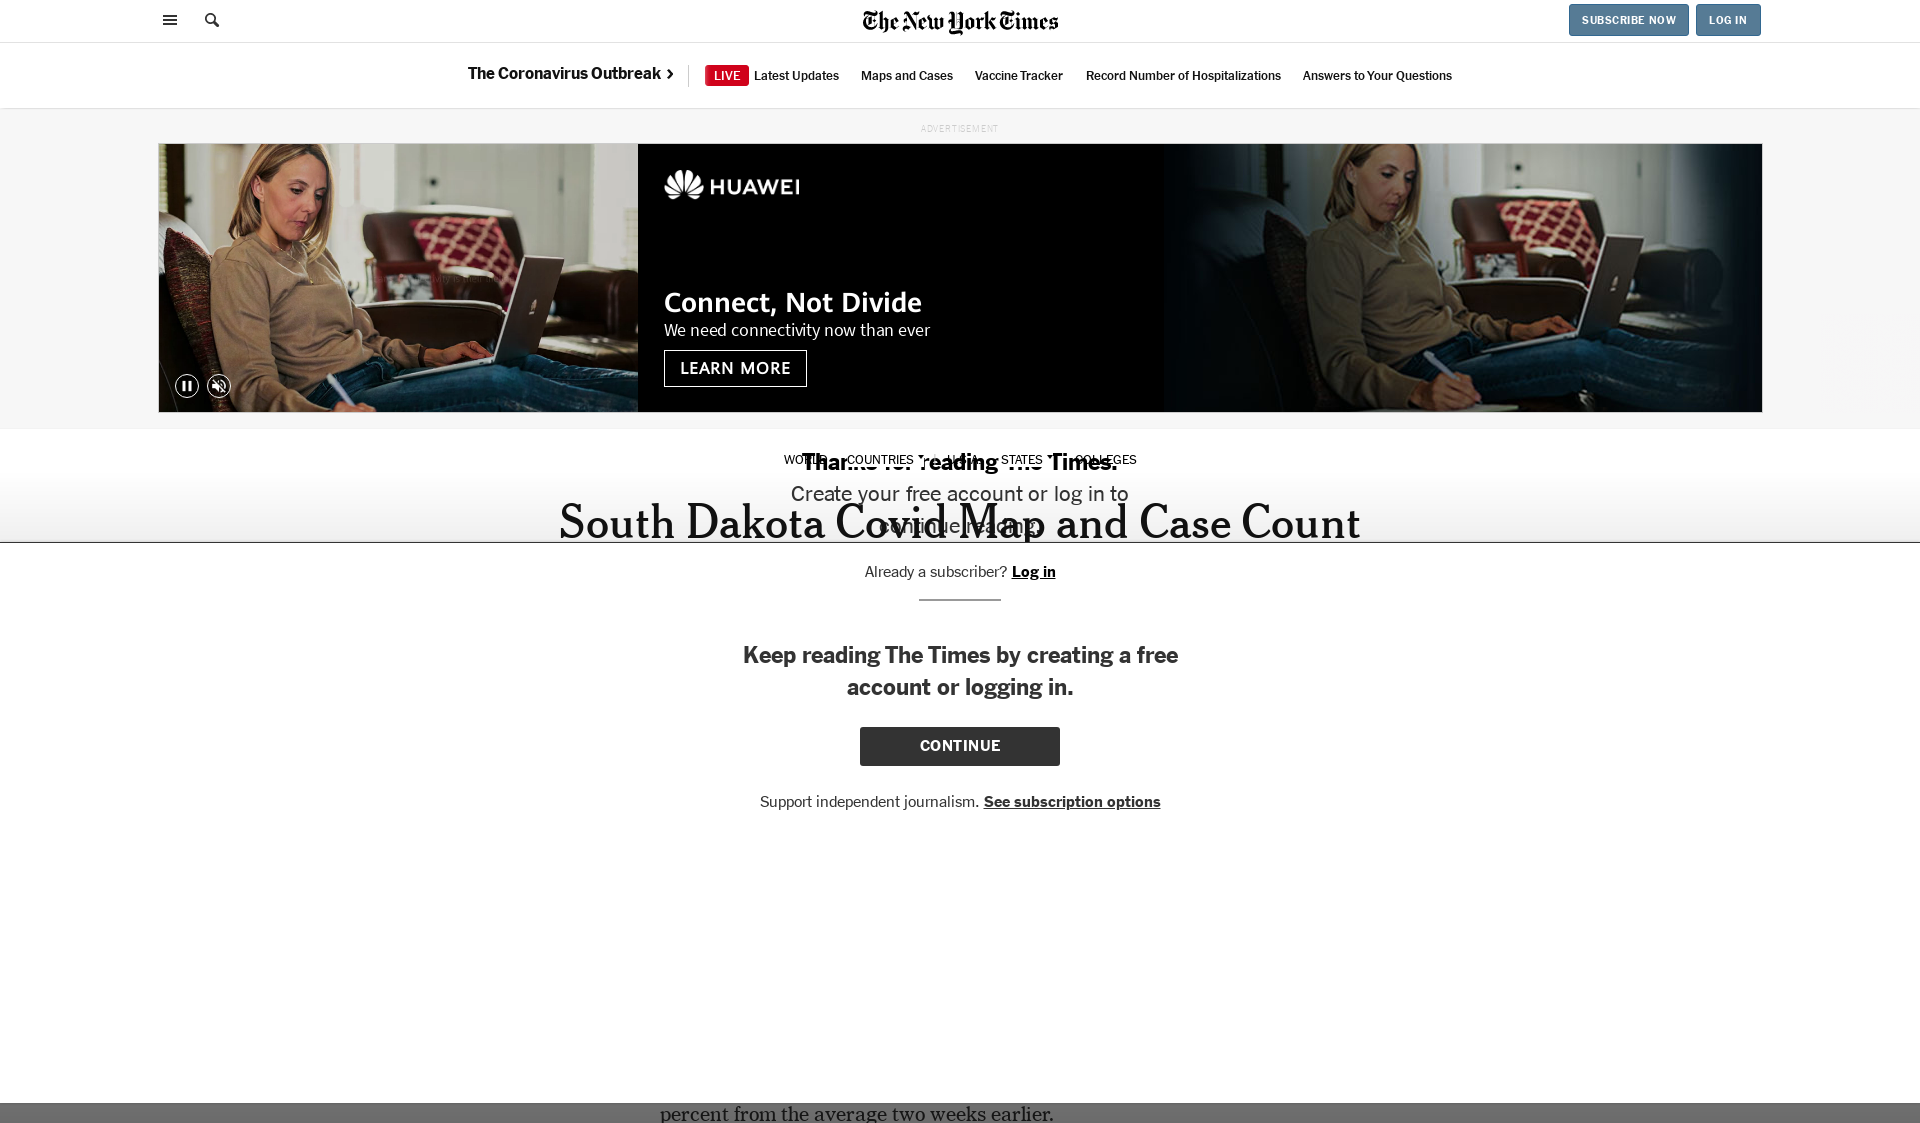 The New York Times
SUBSCRIBE NOW
LOG IN
The Coronavirus Outbreak
LIVE Latest Updates
Maps and Cases
Vaccine Tracker
Record Number of Hospitalizations
Answers to Your Questions
ADVERTISEMENT
HUAWEI
Connect, Not Divide
We need connectivity now than ever
LEARN MORE
WORLD
COUNTRIES
U.S.A.
STATES
COLLEGES
Thanks for reading The Times.
Create your free account or log in to
continue reading.
South Dakota Covid Map and Case Count
Already a subscriber? Log in
Keep reading The Times by creating a free
account or logging in.
CONTINUE
Support independent journalism. See subscription options
percent from the average two weeks earlier.